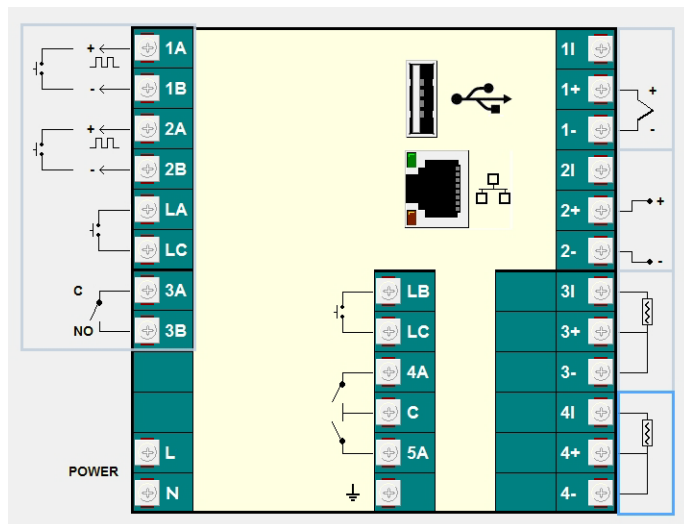 + 1A 1I
- 1B 1+ +
+ 2A 1- -
- 2B 2I
LA 2+ +
LC 2- -
C 3A LB 3I
NO 3B LC 3+
4A 3-
C 4I
L 5A 4+
POWER
N 4-